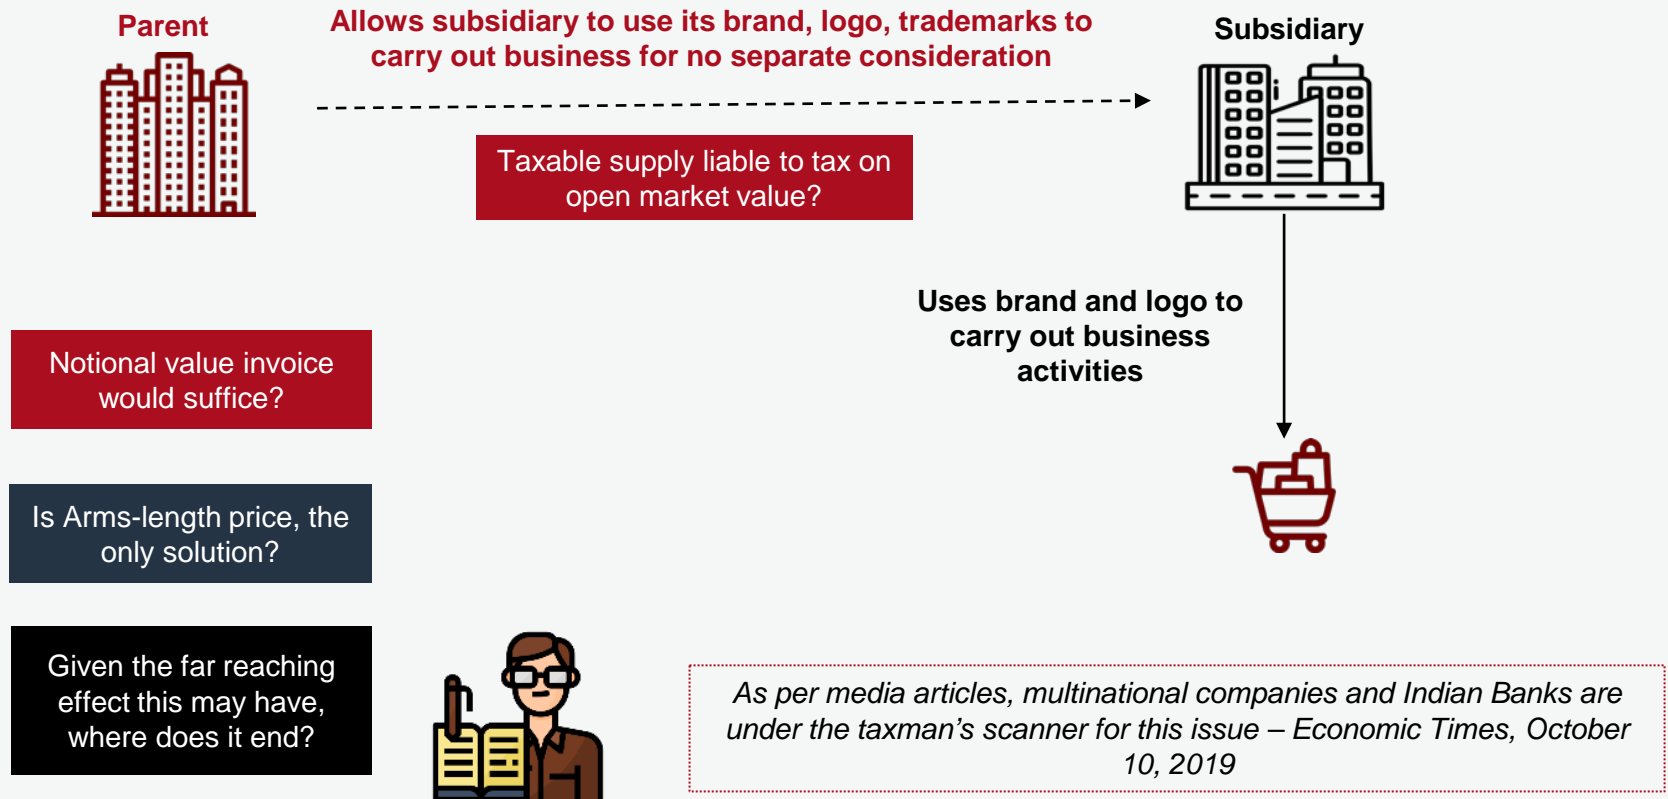 Parent
Allows subsidiary to use its brand, logo, trademarks to
carry out business for no separate consideration
Subsidiary
Taxable supply liable to tax on
open market value?
Uses brand and logo to
carry out business
activities
Notional value invoice
would suffice?
Is Arms-length price, the
only solution?
Given the far reaching
effect this may have,
where does it end?
As per media articles, multinational companies and Indian Banks are
under the taxman’s scanner for this issue – Economic Times, October
10, 2019